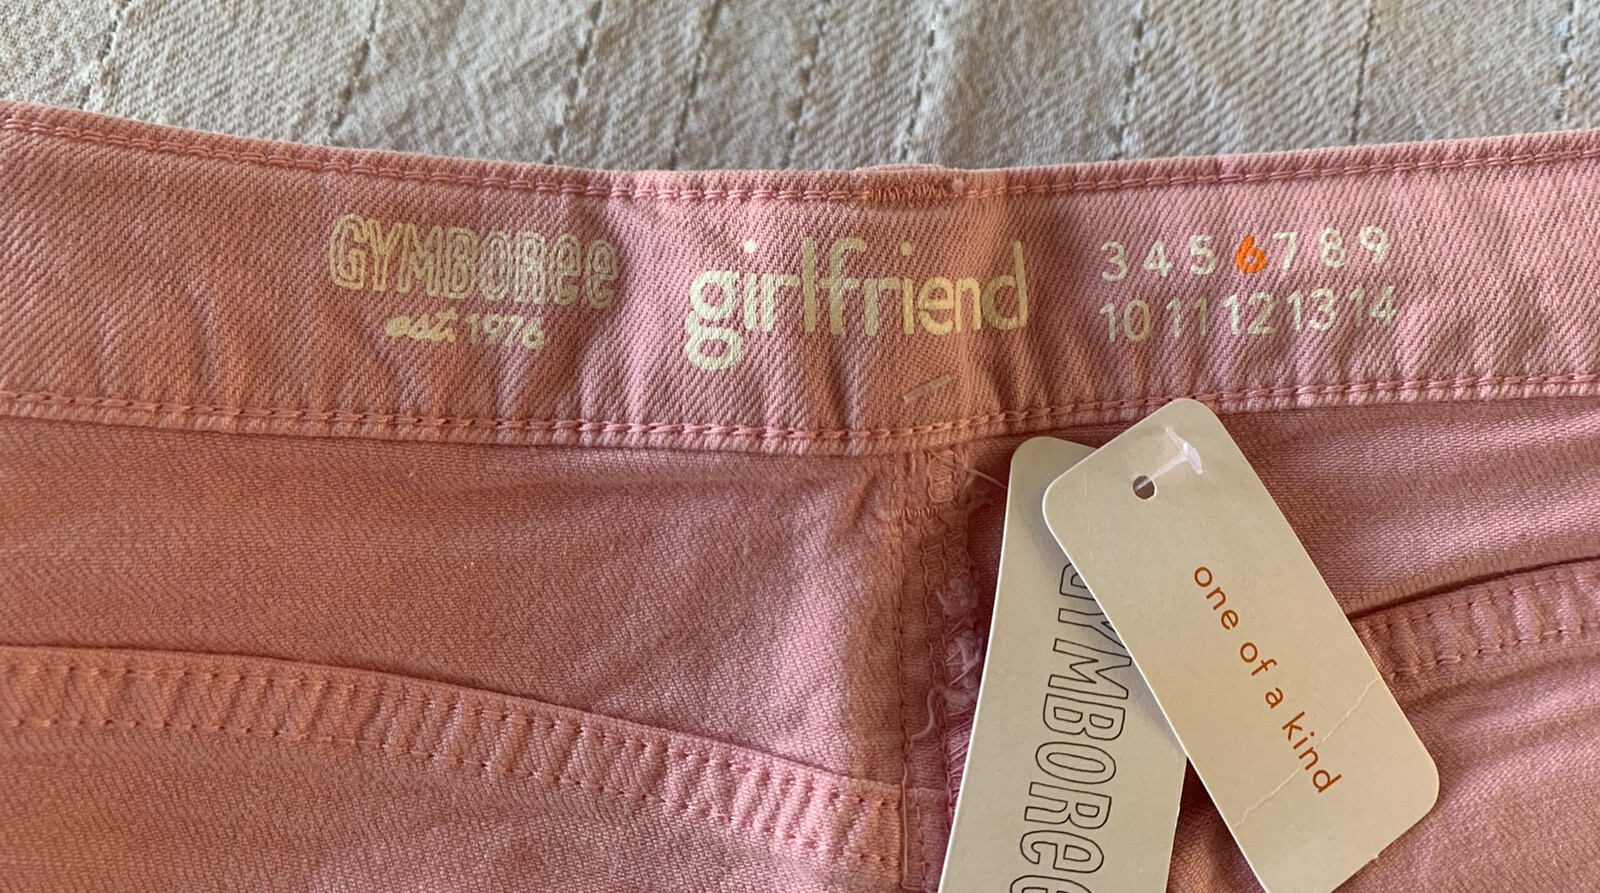 GYMBOREE
est. 1976
girlfriend
3 4 5 6 7 8 9
10 11 12 13 14
GYMBOREE
one of a kind